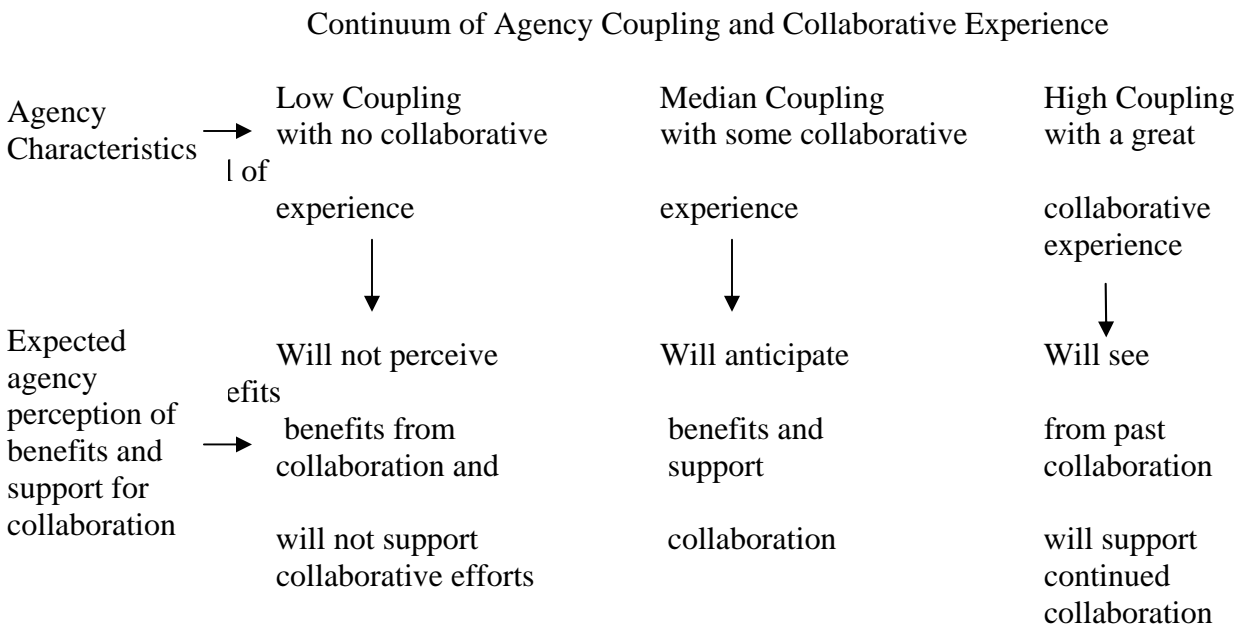 Continuum of Agency Coupling and Collaborative Experience
Agency
Characteristics
Low Coupling
with no collaborative
experience
Median Coupling
with some collaborative
experience
High Coupling
with a great
l of
collaborative
experience
Expected
agency
perception of
benefits and
support for
collaboration
Will not perceive
benefits from
collaboration and
will not support
collaborative efforts
Will anticipate
benefits and
support
collaboration
Will see
efits
from past
collaboration
will support
continued
collaboration